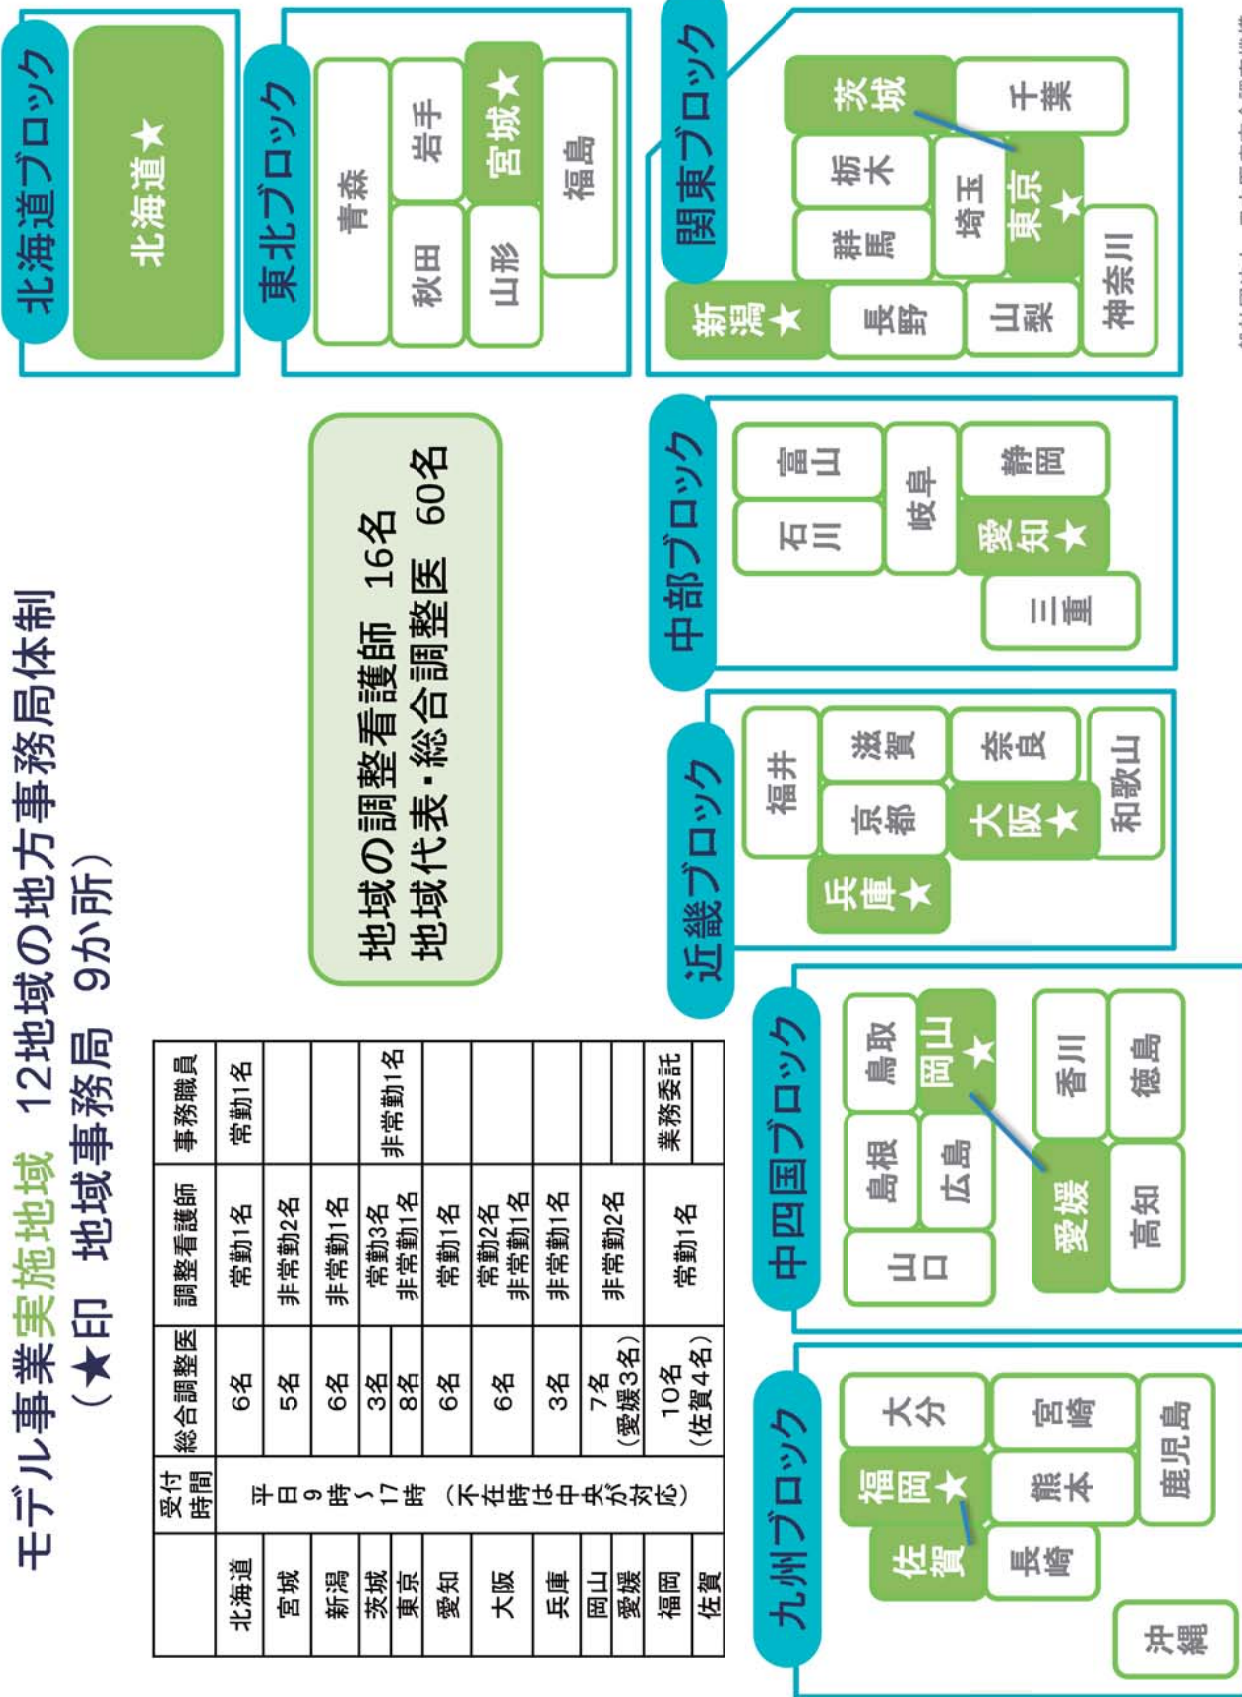 モデル事業実施地域 12地域の地方事務局体制
(★印 地域事務局 9か所)
受付時間 総合調整医 調整看護師 事務職員
北海道 6名 常勤1名 常勤1名
宮城 5名 非常勤2名
新潟 6名 非常勤1名
茨城 3名 常勤3名
東京 8名 非常勤1名 非常勤1名
愛知 6名 常勤1名
大阪 6名 常勤2名 非常勤1名
兵庫 3名 非常勤1名
岡山 7名 非常勤2名
愛媛 (愛媛3名)
福岡 10名 常勤1名 業務委託
佐賀 (佐賀4名)
平日9時~17時 (不在時は中央が対応)
地域の調整看護師 16名
地域代表・総合調整医 60名
北海道ブロック
北海道★
東北ブロック
青森
秋田 岩手
山形 宮城★
福島
関東ブロック
新潟★
群馬 栃木 茨城
長野 埼玉 千葉
山梨 東京★
神奈川
中部ブロック
石川 富山
岐阜
三重 愛知★ 静岡
近畿ブロック
福井
兵庫★ 京都 滋賀
大阪★ 奈良
和歌山
中四国ブロック
山口 島根 鳥取
広島 岡山★
愛媛 香川
高知 徳島
九州ブロック
佐賀 福岡★ 大分
長崎 熊本 宮崎
鹿児島
沖縄